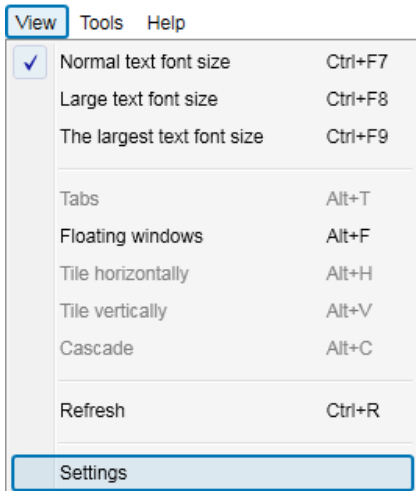 View Tools Help
Normal text font size Ctrl+F7
Large text font size Ctrl+F8
The largest text font size Ctrl+F9
Tabs Alt+T
Floating windows Alt+F
Tile horizontally Alt+H
Tile vertically Alt+V
Cascade Alt+C
Refresh Ctrl+R
Settings